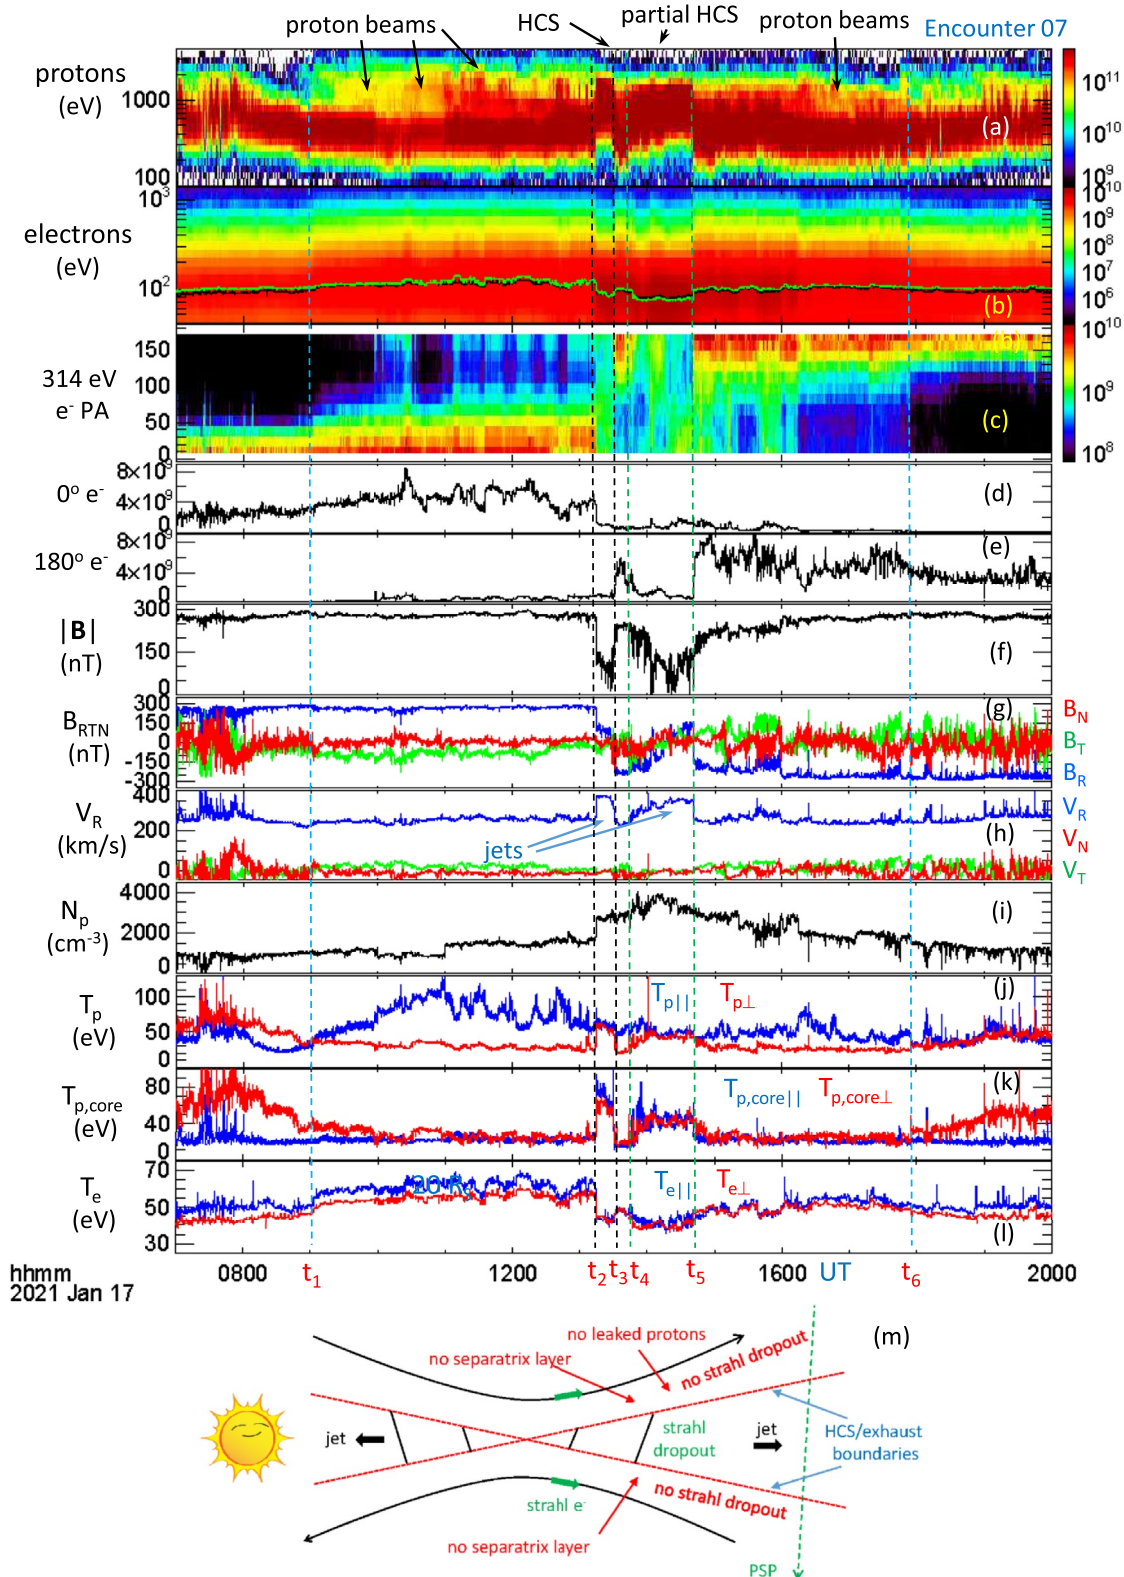 proton beams
HCS
partial HCS
proton beams
Encounter 07
protons
(eV)
1000
100
(a)
10¹¹
10¹⁰
10⁹
electrons
(eV)
10³
10²
(b)
10¹⁰
10⁹
10⁸
10⁷
10⁶
314 eV
e⁻ PA
150
100
50
0
(c)
10¹⁰
10⁹
10⁸
0° e⁻
8×10⁹
4×10⁹
0
(d)
180° e⁻
8×10⁹
4×10⁹
(e)
|B|
(nT)
300
150
0
(f)
B_RTN
(nT)
300
150
0
-150
-300
(g)
B_N
B_T
B_R
V_R
(km/s)
400
200
0
jets
(h)
V_R
V_N
V_T
N_p
(cm⁻³)
4000
2000
0
(i)
T_p
(eV)
100
50
0
T_p||
T_p⊥
(j)
T_p,core
(eV)
80
40
0
T_p,core||
T_p,core⊥
(k)
T_e
(eV)
70
50
30
T_e||
T_e⊥
(l)
hhmm
2021 Jan 17
0800
t₁
1200
t₂
t₃
t₄
t₅
1600
UT
t₆
2000
(m)
no leaked protons
no separatrix layer
no strahl dropout
jet
strahl
dropout
jet
HCS/exhaust
boundaries
strahl e⁻
no strahl dropout
no separatrix layer
PSP